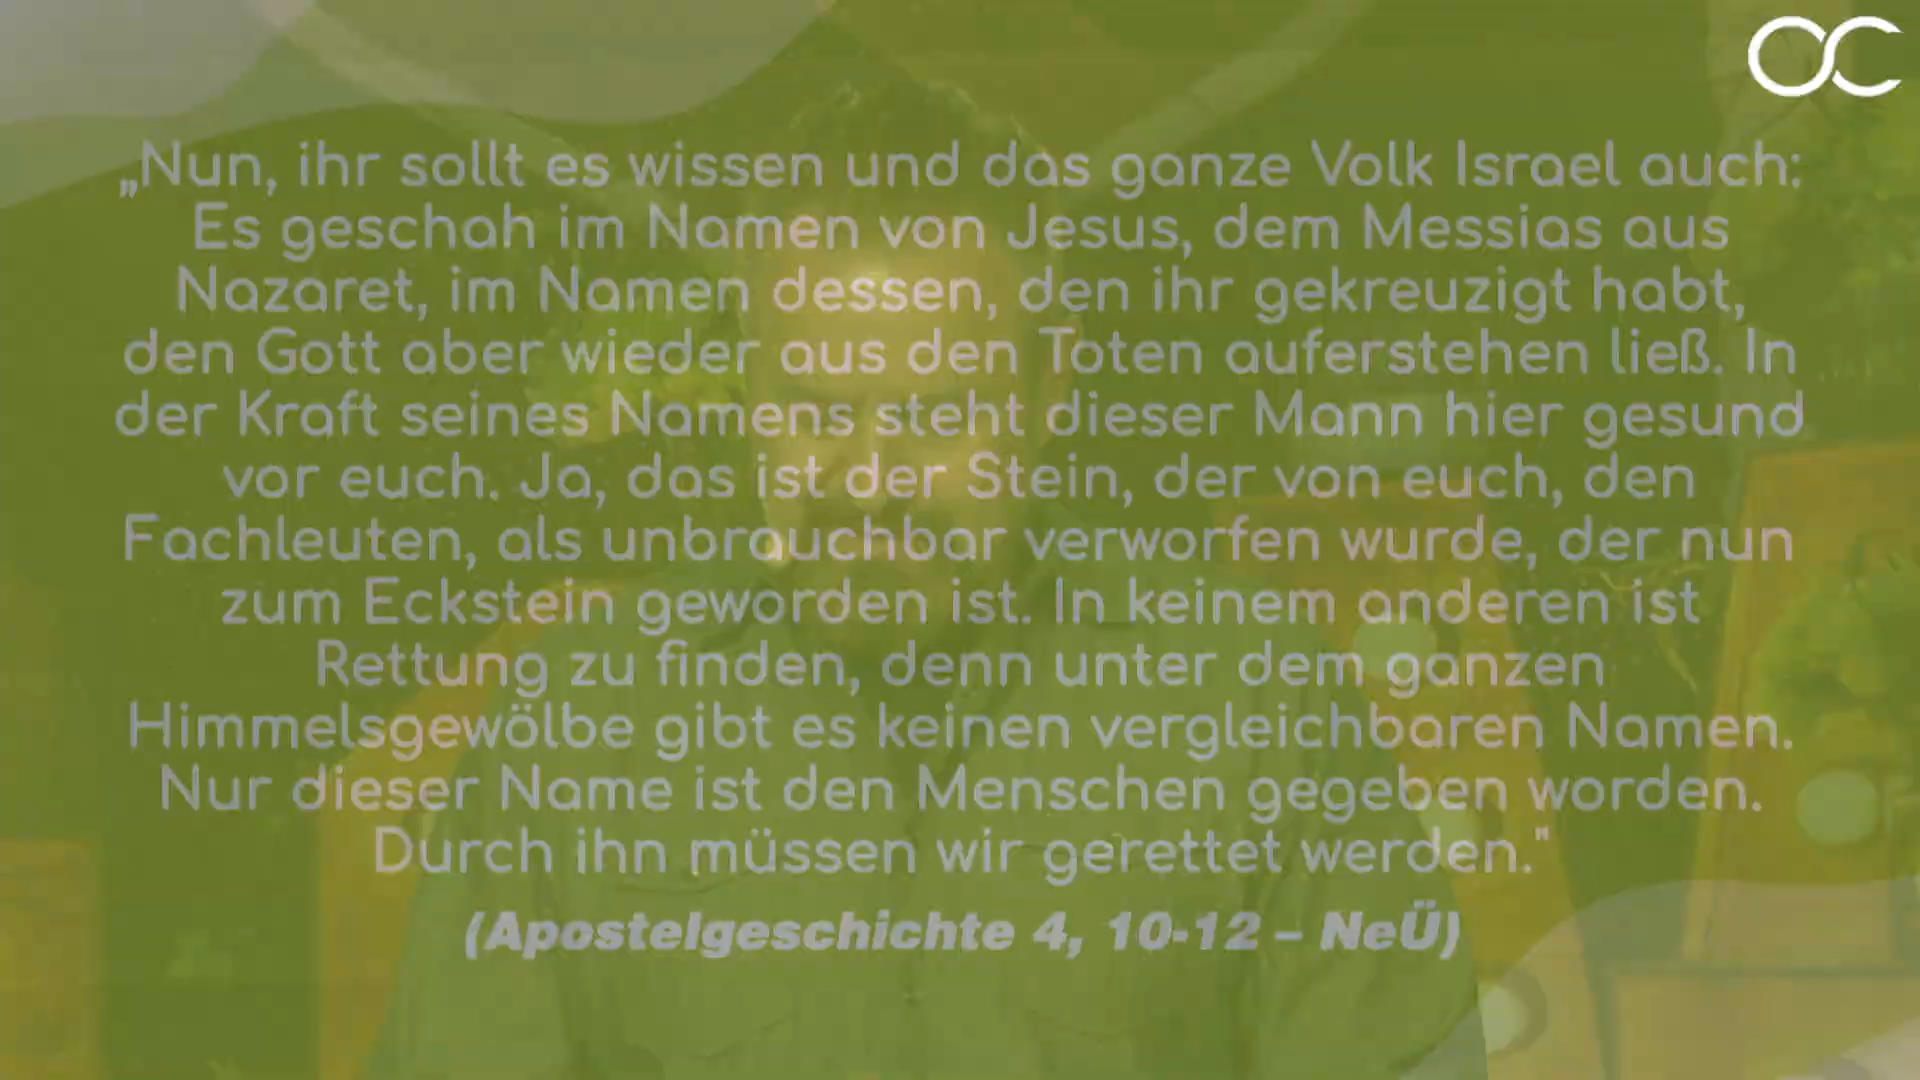 OC
„Nun, ihr sollt es wissen und das ganze Volk Israel auch:
Es geschah im Namen von Jesus, dem Messias aus
Nazaret, im Namen dessen, den ihr gekreuzigt habt,
den Gott aber wieder aus den Toten auferstehen ließ. In
der Kraft seines Namens steht dieser Mann hier gesund
vor euch. Ja, das ist der Stein, der von euch, den
Fachleuten, als unbrauchbar verworfen wurde, der nun
zum Eckstein geworden ist. In keinem anderen ist
Rettung zu finden, denn unter dem ganzen
Himmelsgewölbe gibt es keinen vergleichbaren Namen.
Nur dieser Name ist den Menschen gegeben worden.
Durch ihn müssen wir gerettet werden."
(Apostelgeschichte 4, 10-12 – NeÜ)